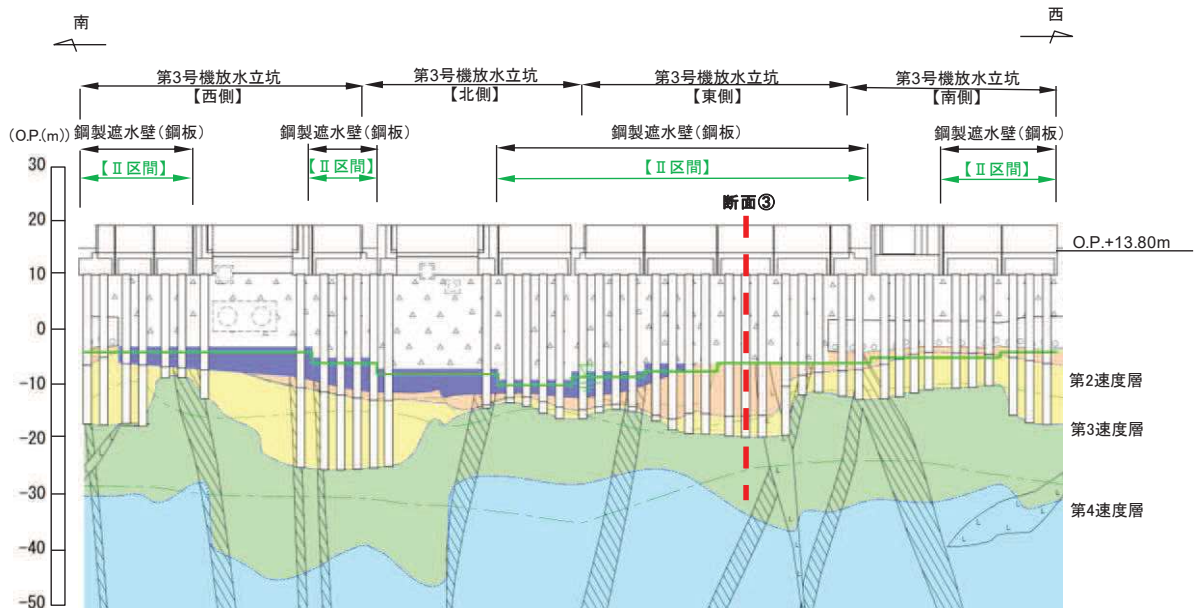 南
西
第3号機放水立坑
【西側】
第3号機放水立坑
【北側】
第3号機放水立坑
【東側】
第3号機放水立坑
【南側】
(O.P.(m))
鋼製遮水壁(鋼板)
鋼製遮水壁(鋼板)
鋼製遮水壁(鋼板)
鋼製遮水壁(鋼板)
【Ⅱ区間】
【Ⅱ区間】
【Ⅱ区間】
【Ⅱ区間】
断面③
O.P.+13.80m
30
20
10
0
-10
-20
-30
-40
-50
第2速度層
第3速度層
第4速度層